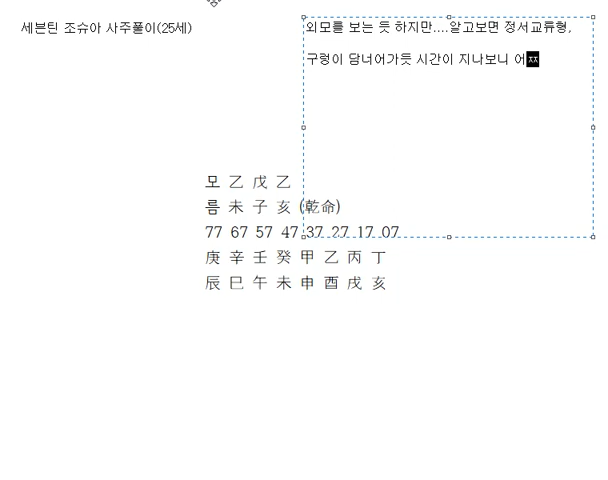 세븐틴 조슈아 사주풀이(25세)
외모를 보는 듯 하지만....알고보면 정서교류형,
구렁이 담너어가듯 시간이 지나보니 어ㅉ
모 乙 戊 乙
름 未 子 亥 (乾命)
77 67 57 47 37 27 17 07
庚 辛 壬 癸 甲 乙 丙 丁
辰 巳 午 未 申 酉 戌 亥